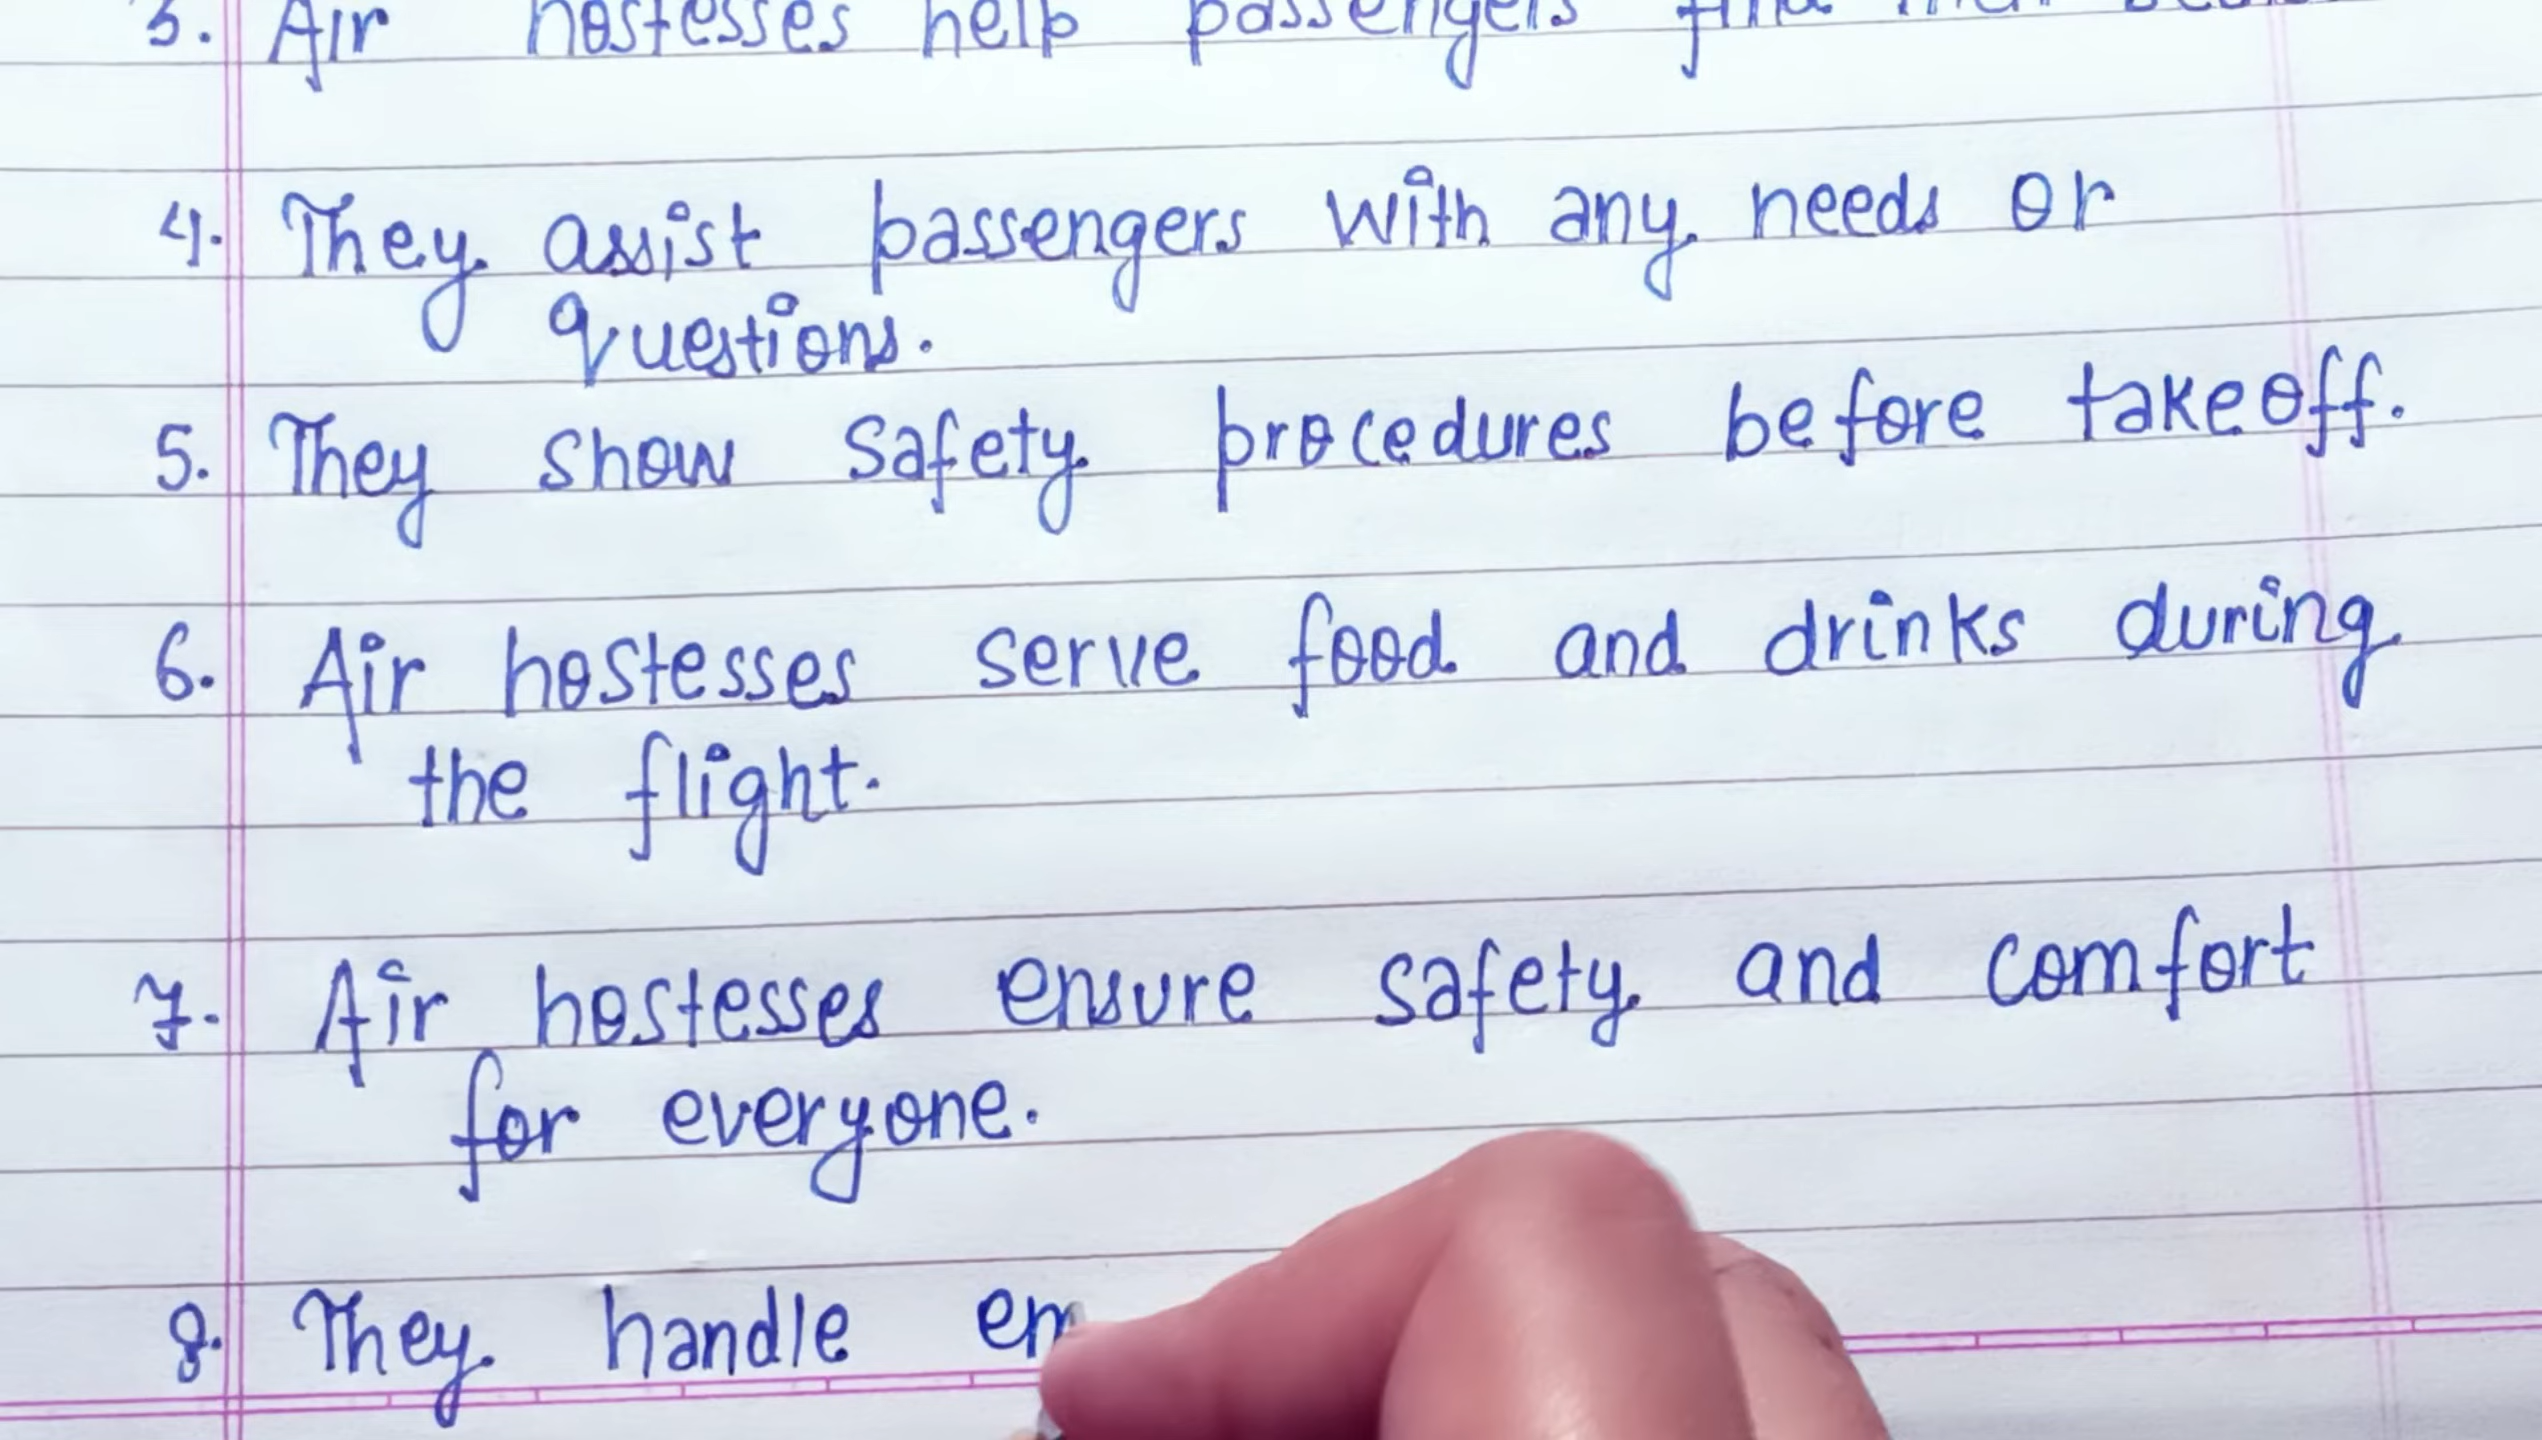 3. Air hostesses help passengers find their
4. They assist passengers with any needs or
questions.
5. They show safety procedures before takeoff.
6. Air hostesses serve food and drinks during
the flight.
7. Air hostesses ensure safety and comfort
for everyone.
8. They handle em